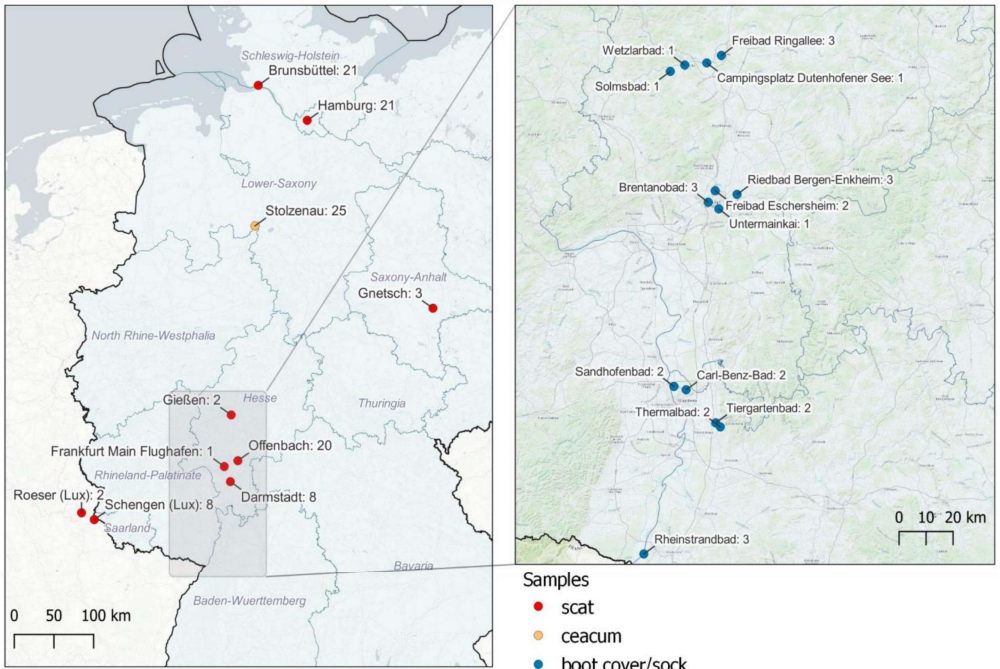 Schleswig-Holstein
Brunsbüttel: 21
Hamburg: 21
Lower-Saxony
Stolzenau: 25
Saxony-Anhalt
Gnetsch: 3
North Rhine-Westphalia
Gießen: 2
Hesse
Thuringia
Frankfurt Main Flughafen: 1
Offenbach: 20
Rhineland-Palatinate
Darmstadt: 8
Roeser (Lux): 2
Schengen (Lux): 8
Saarland
Bavaria
Baden-Wuerttemberg
0 50 100 km
Freibad Ringallee: 3
Wetzlarbad: 1
Campingsplatz Dutenhofener See: 1
Solmsbad: 1
Riedbad Bergen-Enkheim: 3
Brentanobad: 3
Freibad Eschersheim: 2
Untermainkai: 1
Sandhofenbad: 2
Carl-Benz-Bad: 2
Thermalbad: 2
Tiergartenbad: 2
0 10 20 km
Rheinstrandbad: 3
Samples
scat
ceacum
boot cover/sock